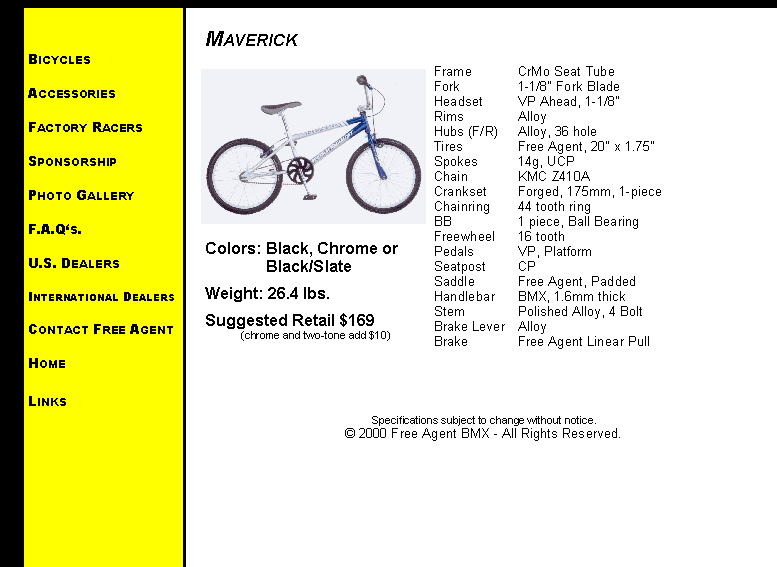 BICYCLES
ACCESSORIES
FACTORY RACERS
SPONSORSHIP
PHOTO GALLERY
F.A.Q's.
U.S. DEALERS
INTERNATIONAL DEALERS
CONTACT FREE AGENT
HOME
LINKS
MAVERICK
Colors: Black, Chrome or
Black/Slate
Weight: 26.4 lbs.
Suggested Retail $169
(chrome and two-tone add $10)
Frame CrMo Seat Tube
Fork 1-1/8" Fork Blade
Headset VP Ahead, 1-1/8"
Rims Alloy
Hubs (F/R) Alloy, 36 hole
Tires Free Agent, 20" x 1.75"
Spokes 14g, UCP
Chain KMC Z410A
Crankset Forged, 175mm, 1-piece
Chainring 44 tooth ring
BB 1 piece, Ball Bearing
Freewheel 16 tooth
Pedals VP, Platform
Seatpost CP
Saddle Free Agent, Padded
Handlebar BMX, 1.6mm thick
Stem Polished Alloy, 4 Bolt
Brake Lever Alloy
Brake Free Agent Linear Pull
Specifications subject to change without notice.
© 2000 Free Agent BMX - All Rights Reserved.